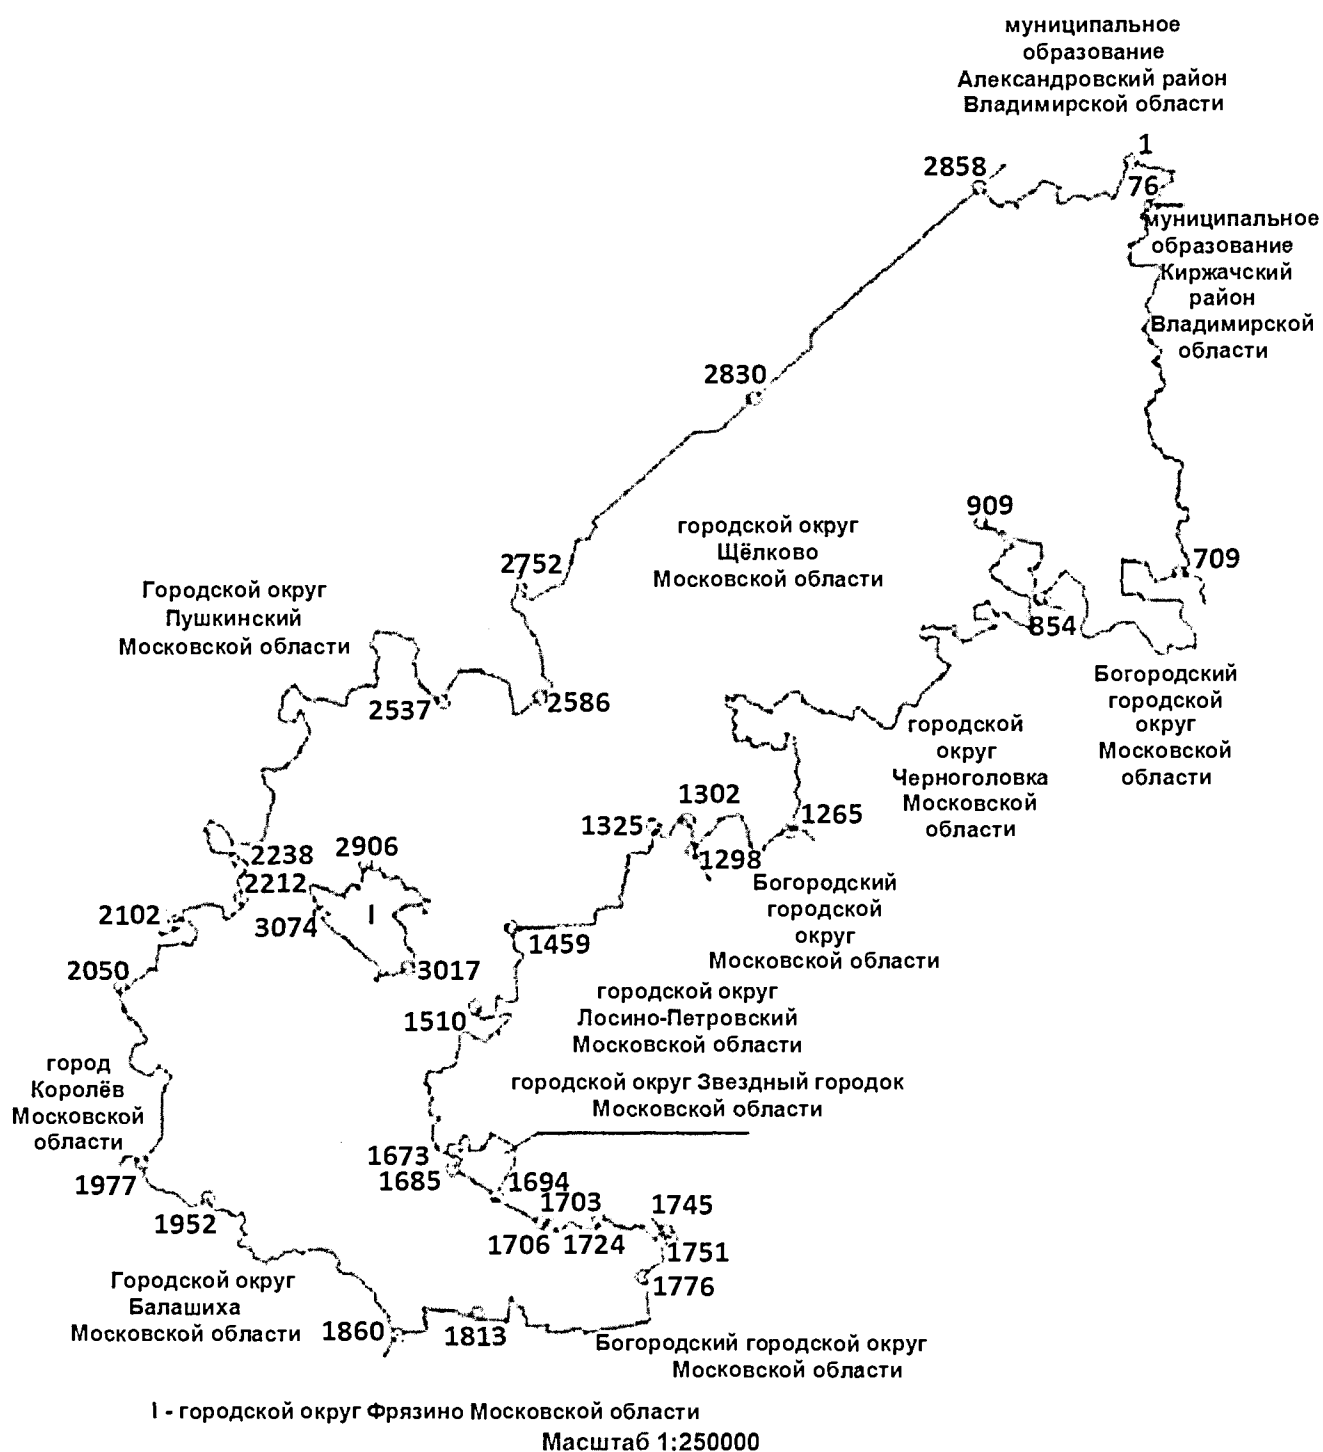 муниципальное
образование
Александровский район
Владимирской области
1
2858
76
муниципальное
образование
Киржачский
район
Владимирской
области
2830
909
городской округ
Щёлково
Московской области
709
2752
Городской округ
Пушкинский
Московской области
854
2537
2586
Богородский
городской
округ
Московской
области
городской
округ
Черноголовка
Московской
области
1302
1325
1265
1298
2238
2906
2212
Богородский
городской
округ
Московской области
2102
3074
I
1459
2050
3017
городской округ
Лосино-Петровский
Московской области
1510
город
Королёв
Московской
области
городской округ Звездный городок
Московской области
1673
1685
1977
1694
1703
1745
1952
1706
1724
1751
1776
Городской округ
Балашиха
Московской области
1860
1813
Богородский городской округ
Московской области
I - городской округ Фрязино Московской области
Масштаб 1:250000